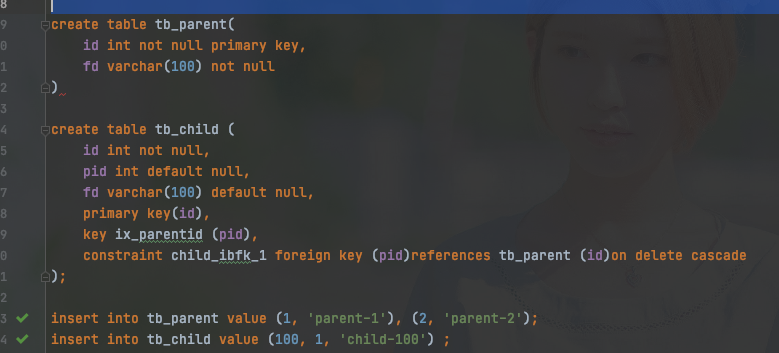 8
9 create table tb_parent(
0 id int not null primary key,
1 fd varchar(100) not null
2 )
3
4 create table tb_child (
5 id int not null,
6 pid int default null,
7 fd varchar(100) default null,
8 primary key(id),
9 key ix_parentid (pid),
0 constraint child_ibfk_1 foreign key (pid)references tb_parent (id)on delete cascade
1 );
2
3 insert into tb_parent value (1, 'parent-1'), (2, 'parent-2');
4 insert into tb_child value (100, 1, 'child-100') ;